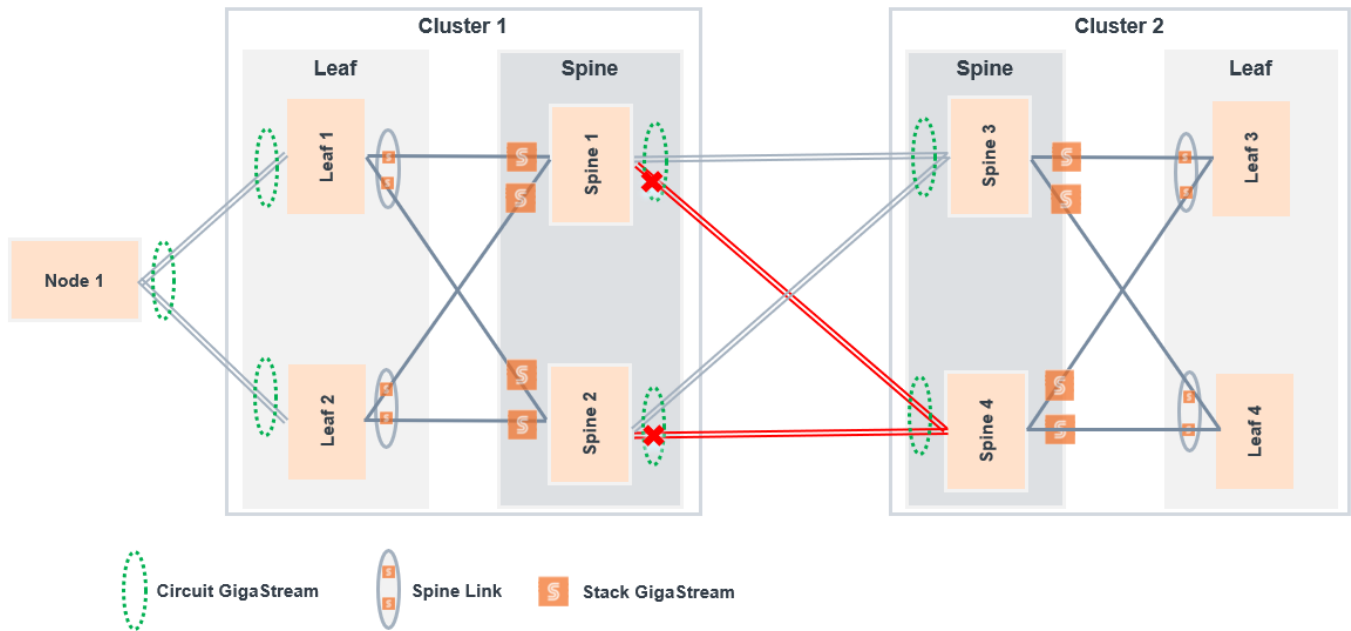 Cluster 1
Cluster 2
Leaf
Spine
Spine
Leaf
Leaf 1
Spine 1
Spine 3
Leaf 3
Node 1
Leaf 2
Spine 2
Spine 4
Leaf 4
Circuit GigaStream
Spine Link
Stack GigaStream